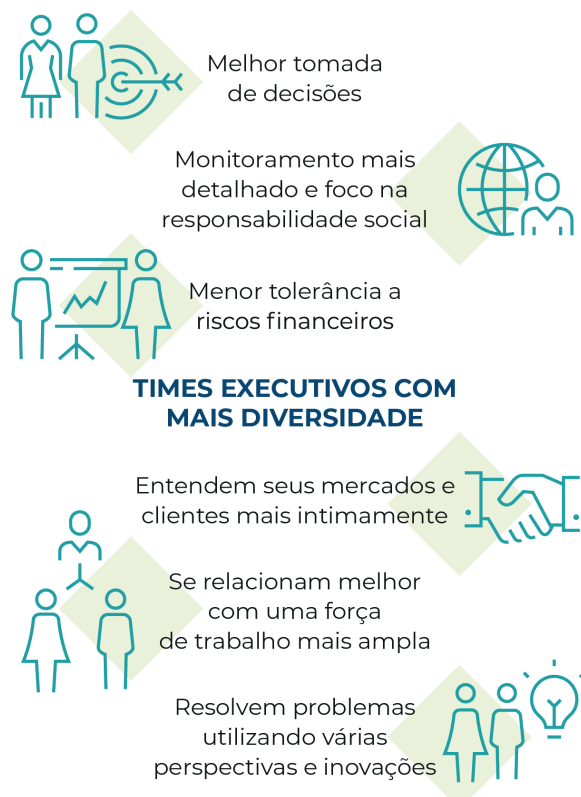 Melhor tomada
de decisões
Monitoramento mais
detalhado e foco na
responsabilidade social
Menor tolerância a
riscos financeiros
TIMES EXECUTIVOS COM
MAIS DIVERSIDADE
Entendem seus mercados e
clientes mais intimamente
Se relacionam melhor
com uma força
de trabalho mais ampla
Resolvem problemas
utilizando várias
perspectivas e inovações